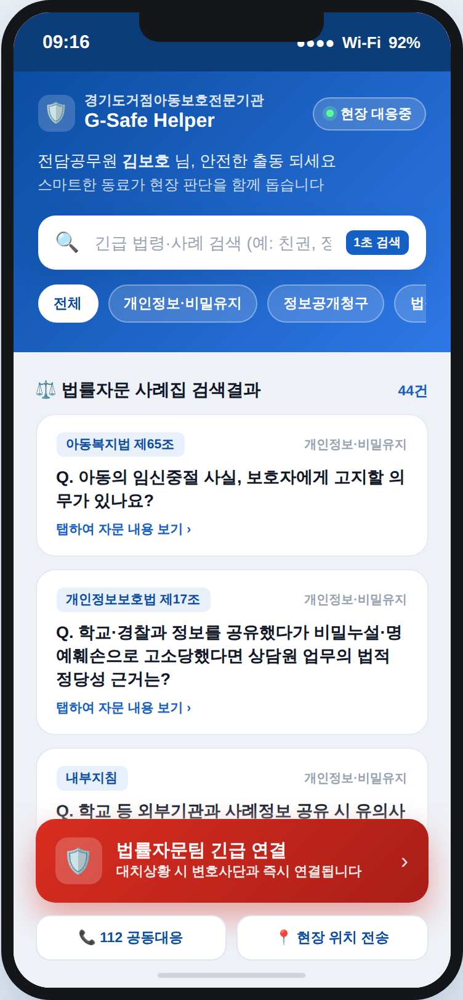 09:16
Wi-Fi 92%
경기도거점아동보호전문기관
G-Safe Helper
현장 대응중
전담공무원 김보호 님, 안전한 출동 되세요
스마트한 동료가 현장 판단을 함께 돕습니다
긴급 법령·사례 검색 (예: 친권,
1초 검색
전체
개인정보·비밀유지
정보공개청구
법
법률자문 사례집 검색결과
44건
아동복지법 제65조
개인정보·비밀유지
Q. 아동의 임신중절 사실, 보호자에게 고지할 의
무가 있나요?
탭하여 자문 내용 보기 ›
개인정보보호법 제17조
개인정보·비밀유지
Q. 학교·경찰과 정보를 공유했다가 비밀누설·명
예훼손으로 고소당했다면 상담원 업무의 법적
정당성 근거는?
탭하여 자문 내용 보기 ›
내부지침
개인정보·비밀유지
Q. 학교 등 외부기관과 사례정보 공유 시 유의사
법률자문팀 긴급 연결
대치상황 시 변호사단과 즉시 연결됩니다
›
112 공동대응
현장 위치 전송